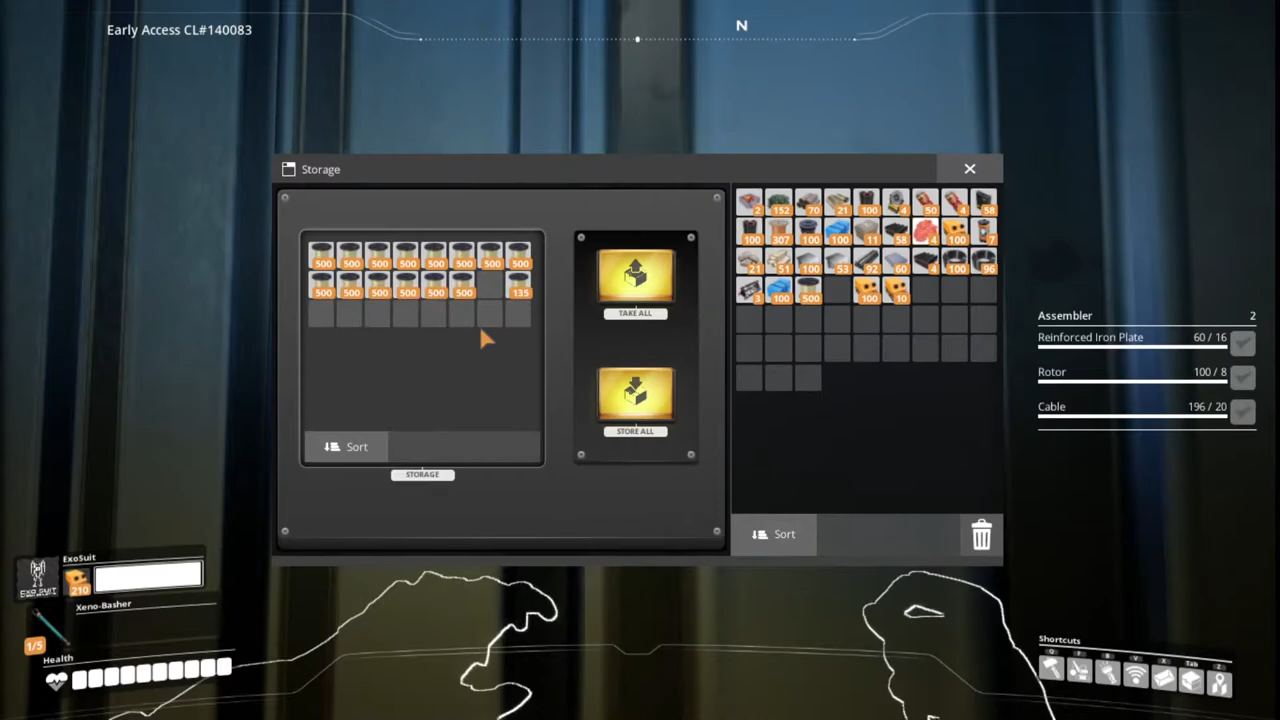 Early Access CL#140083
N
Storage
500 500 500 500 500 500 500 500
500 500 500 500 500 500 135
TAKE ALL
STORE ALL
Sort
STORAGE
2 152 70 21 100 4 50 4 58
100 307 100 100 11 58 4 100 7
21 51 100 53 92 60 4 100 96
3 100 500 100 10
Sort
Assembler 2
Reinforced Iron Plate 60 / 16
Rotor 100 / 8
Cable 196 / 20
ExoSuit
EXO SUIT
210
Xeno-Basher
1/5
Health
Shortcuts
Q F B V X Tab Z